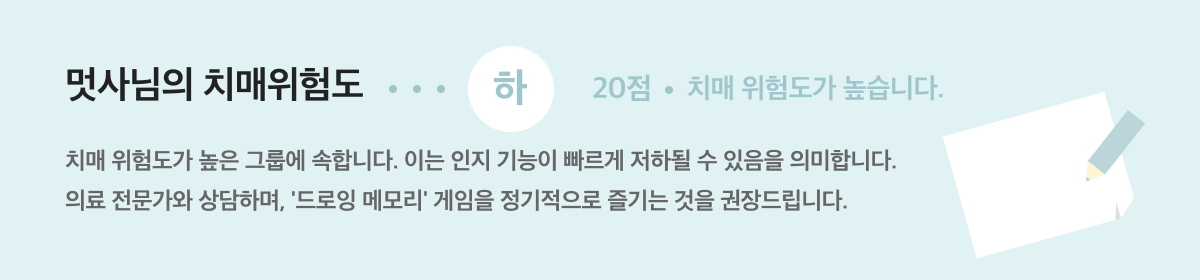 멋사님의 치매위험도 • • • 하 20점 • 치매 위험도가 높습니다.
치매 위험도가 높은 그룹에 속합니다. 이는 인지 기능이 빠르게 저하될 수 있음을 의미합니다.
의료 전문가와 상담하며, '드로잉 메모리' 게임을 정기적으로 즐기는 것을 권장드립니다.